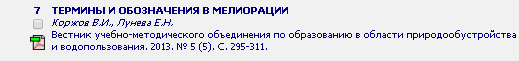 7 ТЕРМИНЫ И ОБОЗНАЧЕНИЯ В МЕЛИОРАЦИИ
Коржов В.И., Лунева Е.Н.
Вестник учебно-методического объединения по образованию в области природообустройства
и водопользования. 2013. № 5 (5). С. 295-311.